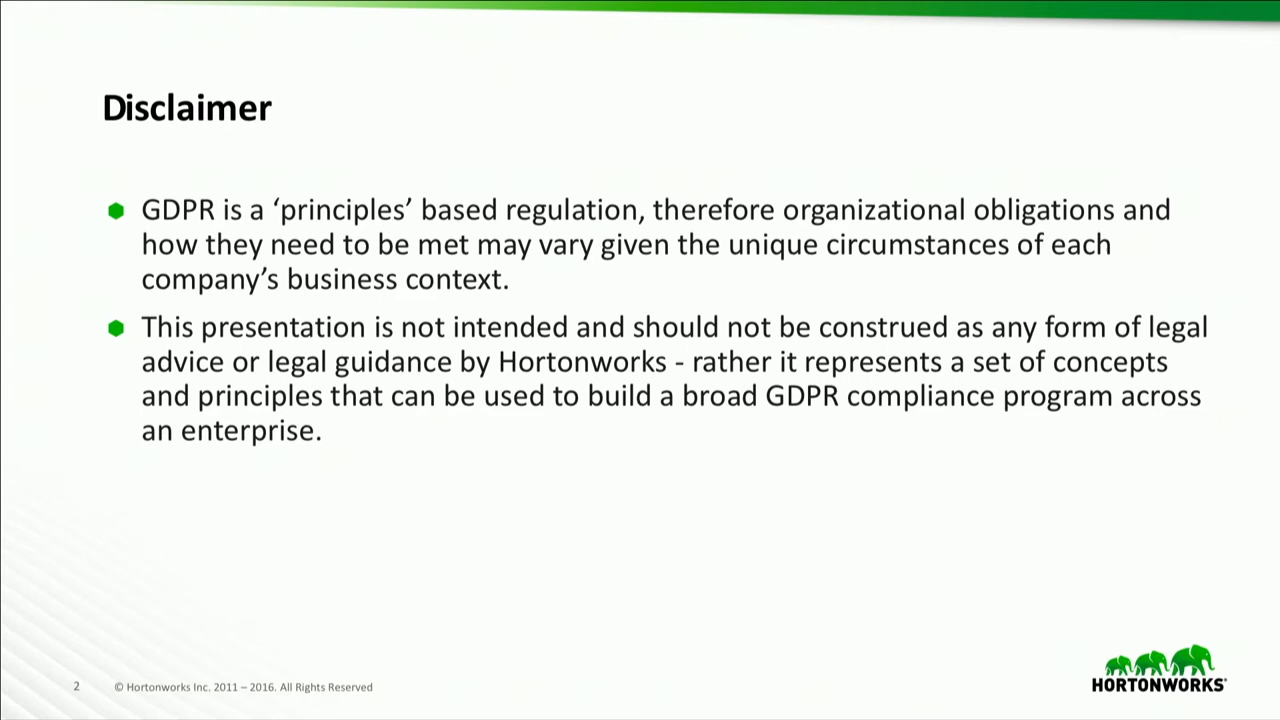 Disclaimer
GDPR is a ‘principles’ based regulation, therefore organizational obligations and
how they need to be met may vary given the unique circumstances of each
company’s business context.
This presentation is not intended and should not be construed as any form of legal
advice or legal guidance by Hortonworks - rather it represents a set of concepts
and principles that can be used to build a broad GDPR compliance program across
an enterprise.
2 © Hortonworks Inc. 2011 – 2016. All Rights Reserved
HORTONWORKS